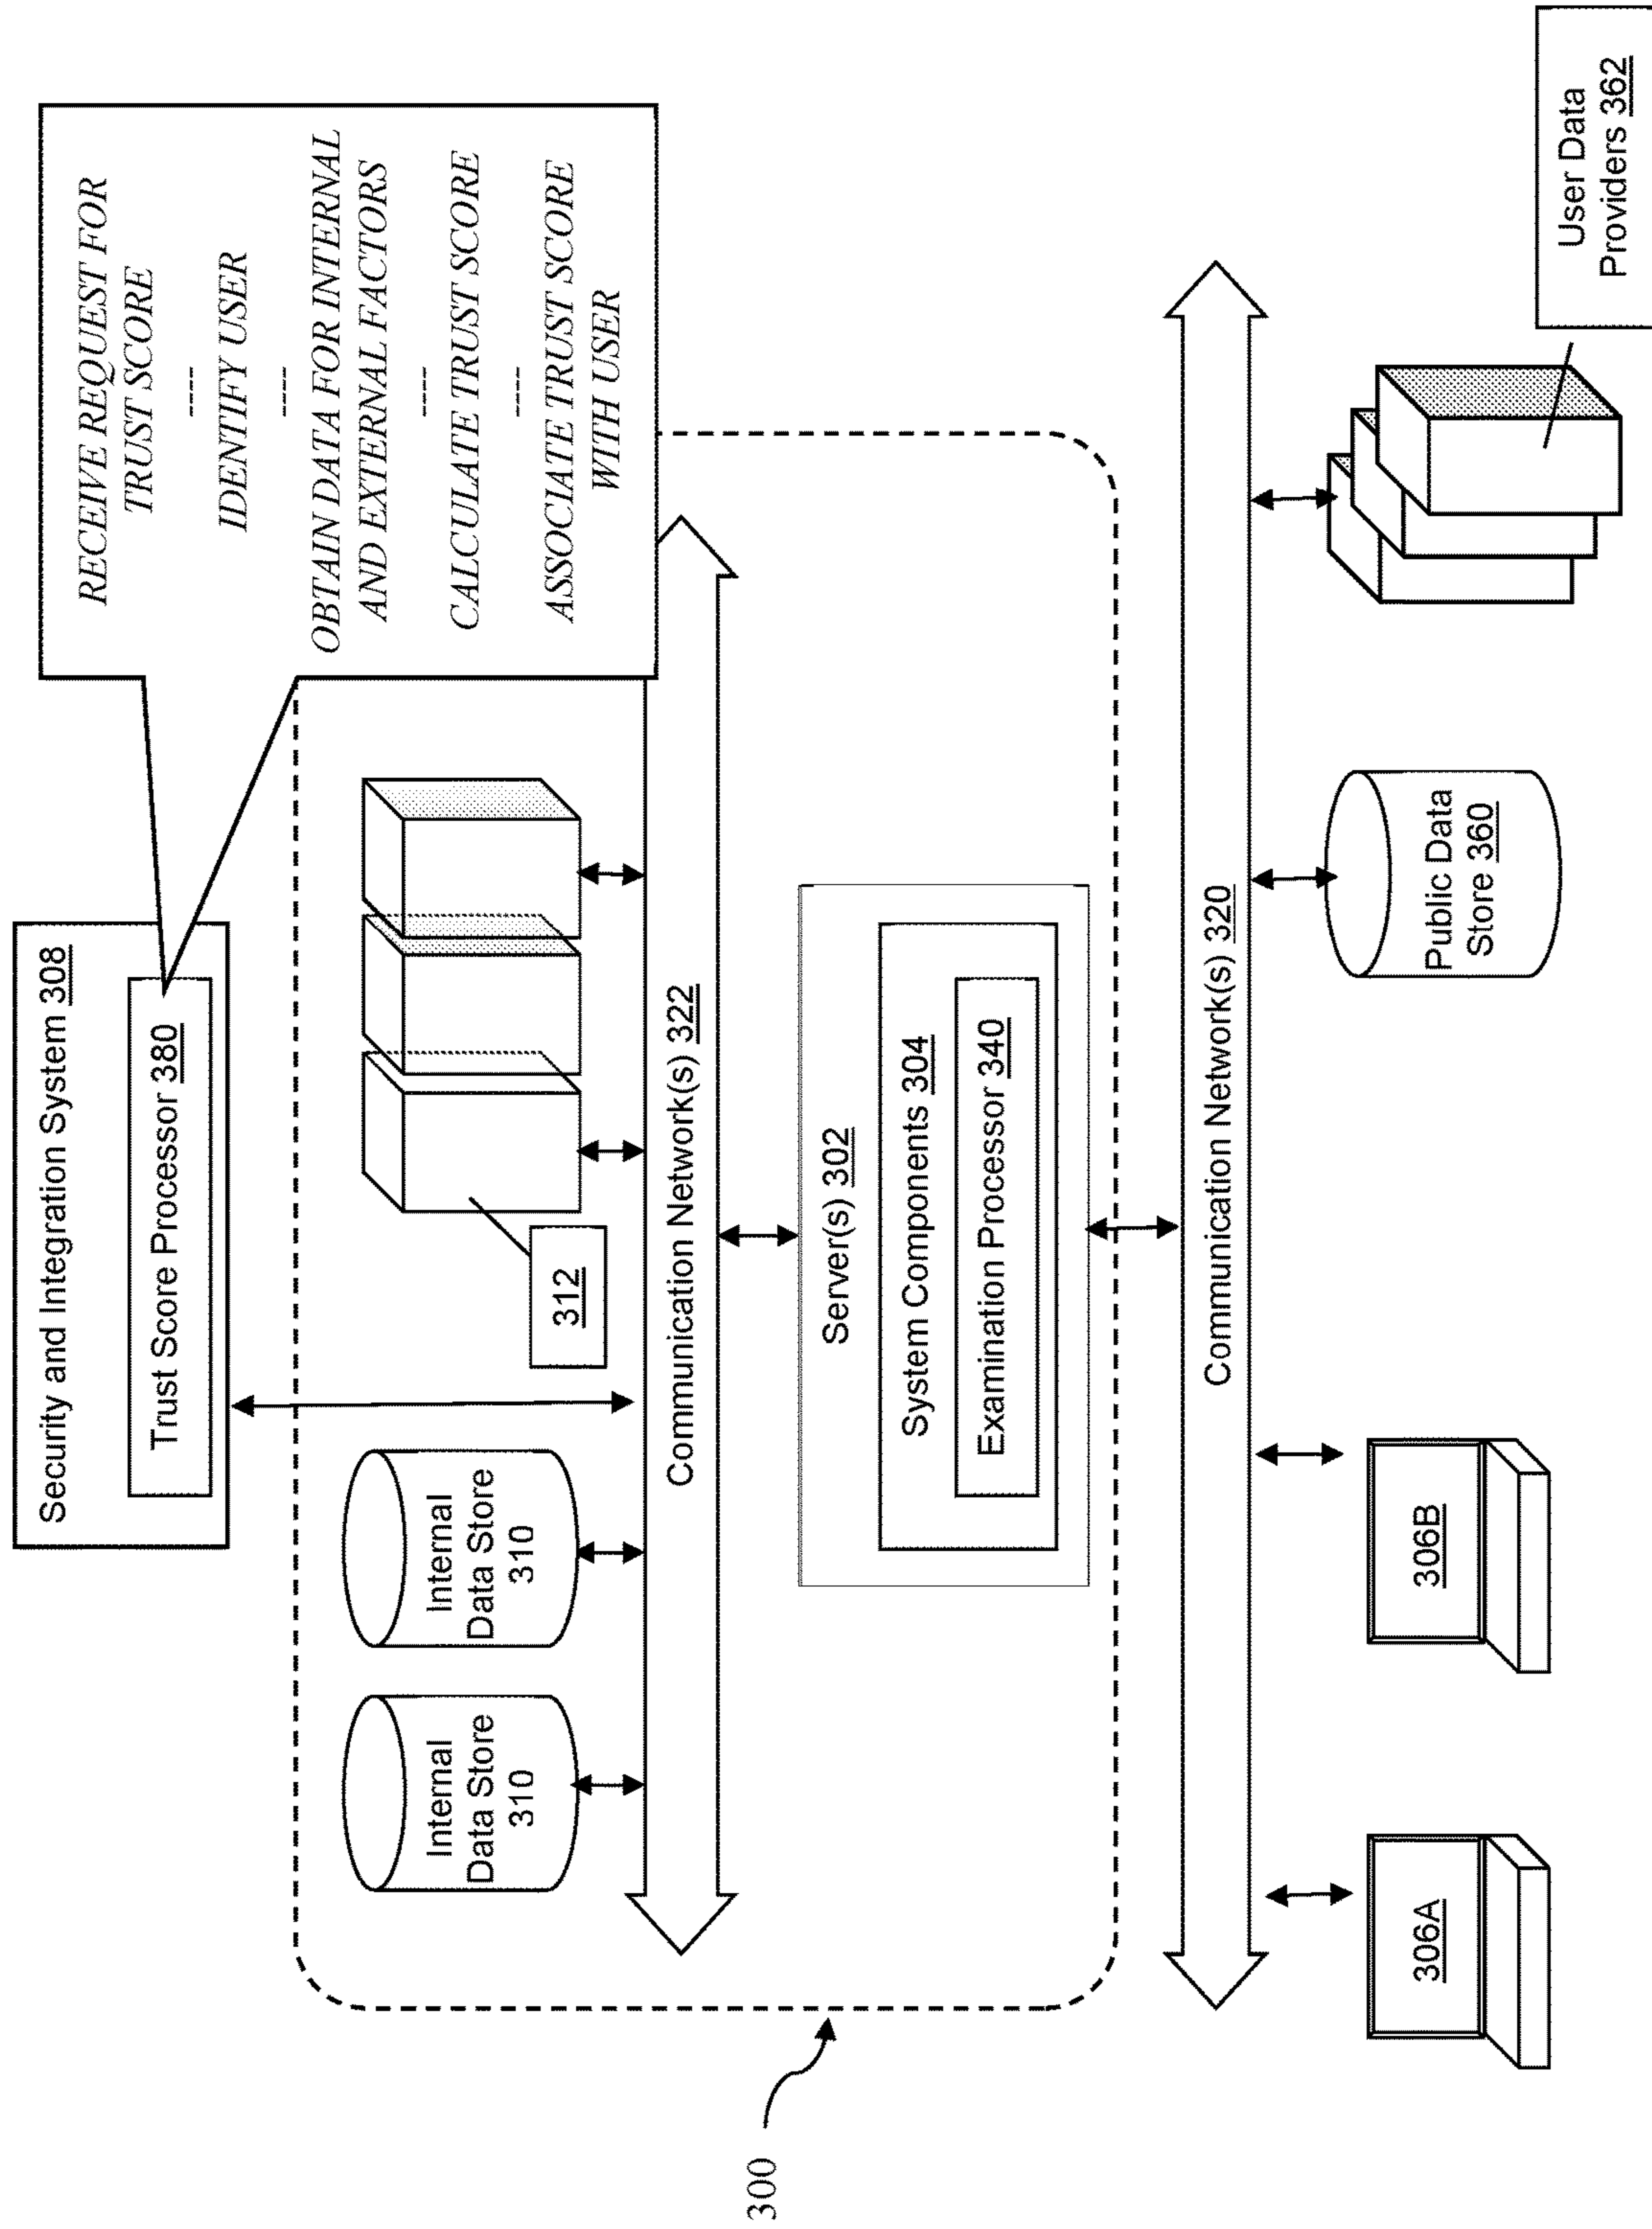 Security and Integration System 308
Trust Score Processor 380
RECEIVE REQUEST FOR
TRUST SCORE
----
IDENTIFY USER
----
OBTAIN DATA FOR INTERNAL
AND EXTERNAL FACTORS
----
CALCULATE TRUST SCORE
----
ASSOCIATE TRUST SCORE
WITH USER
Internal
Data Store
310
Internal
Data Store
310
312
Communication Network(s) 322
300
Server(s) 302
System Components 304
Examination Processor 340
Communication Network(s) 320
306A
306B
Public Data
Store 360
User Data
Providers 362